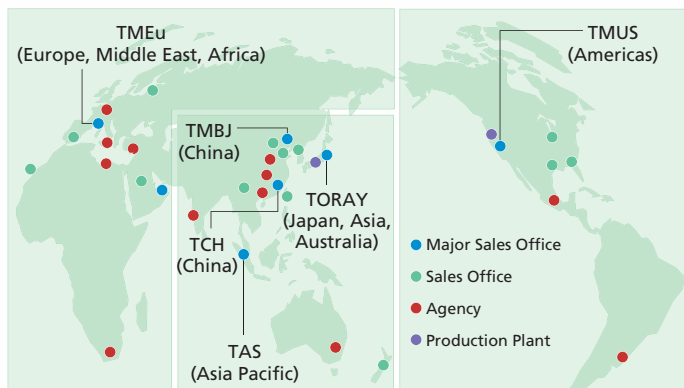 TMEu
(Europe, Middle East, Africa)
TMUS
(Americas)
TMBJ
(China)
TORAY
(Japan, Asia,
Australia)
TCH
(China)
TAS
(Asia Pacific)
Major Sales Office
Sales Office
Agency
Production Plant